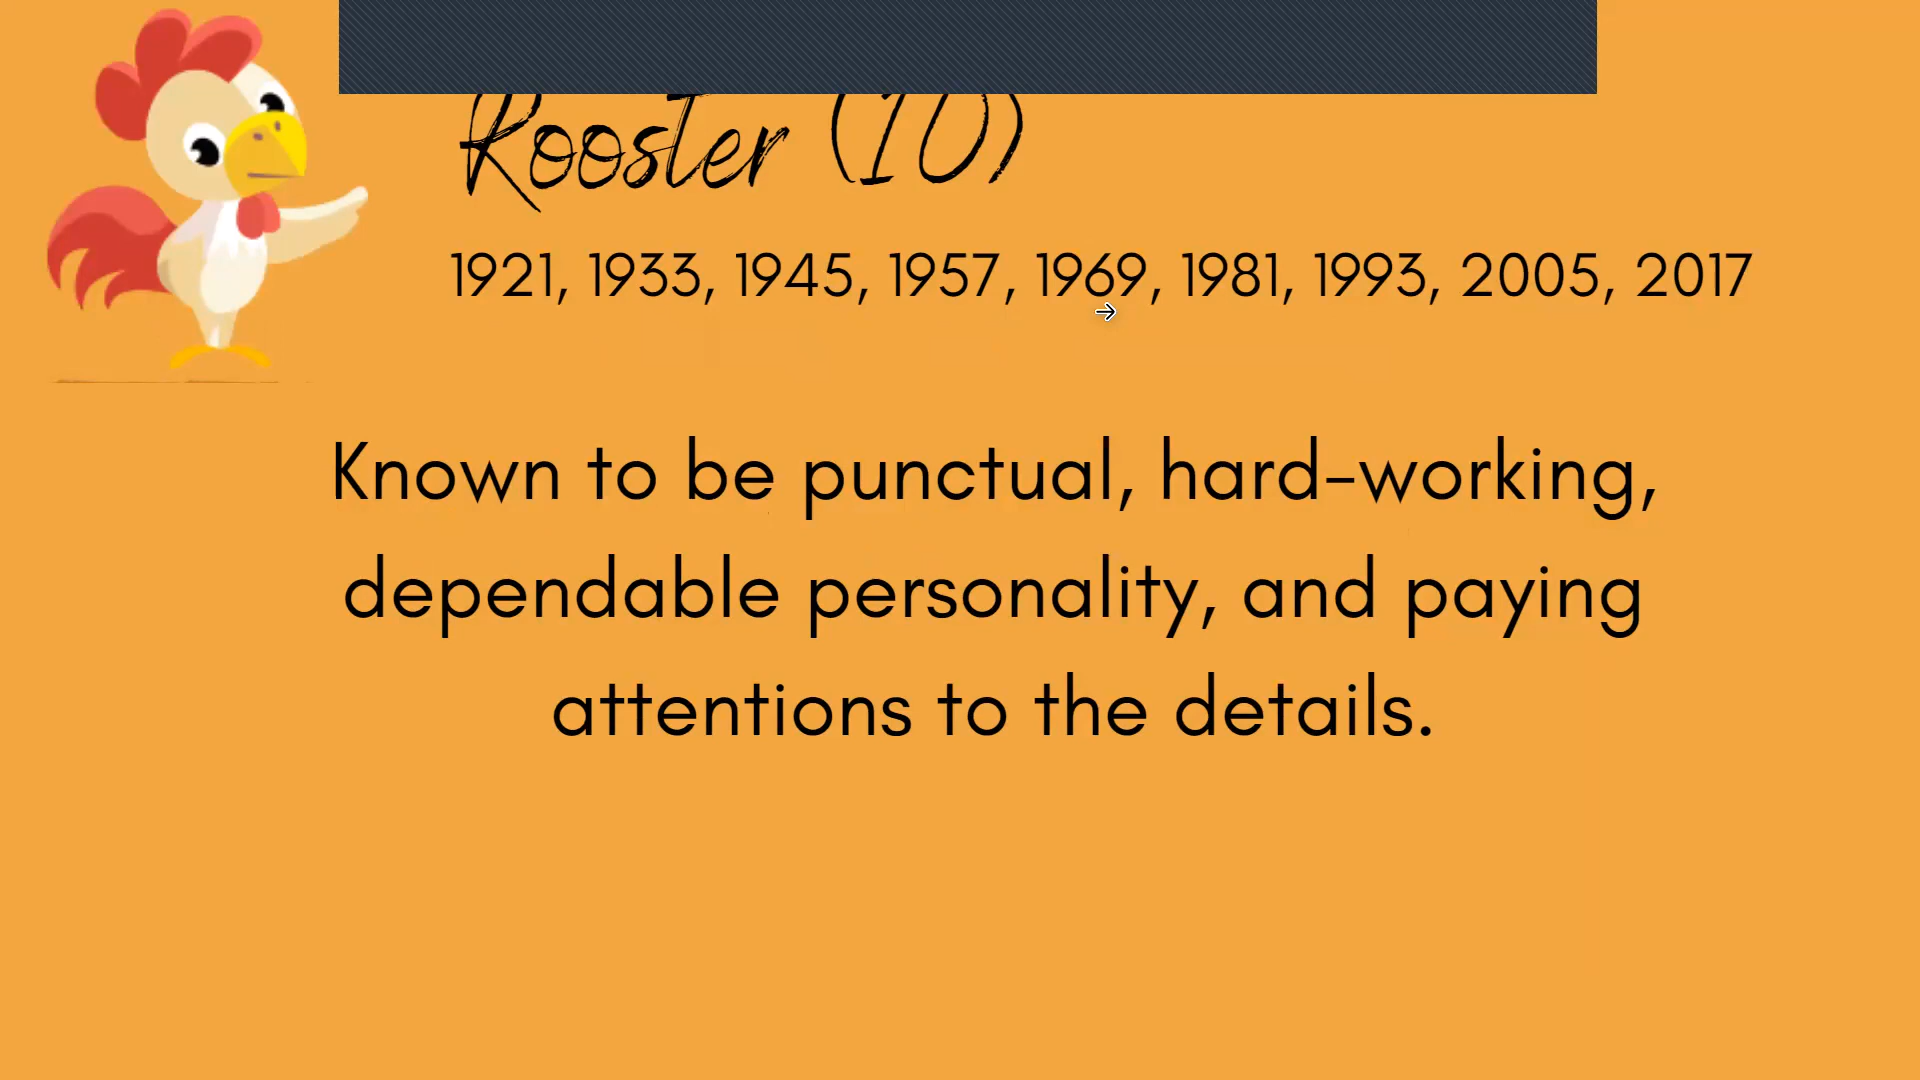 Rooster (10)
1921, 1933, 1945, 1957, 1969, 1981, 1993, 2005, 2017
Known to be punctual, hard-working,
dependable personality, and paying
attentions to the details.